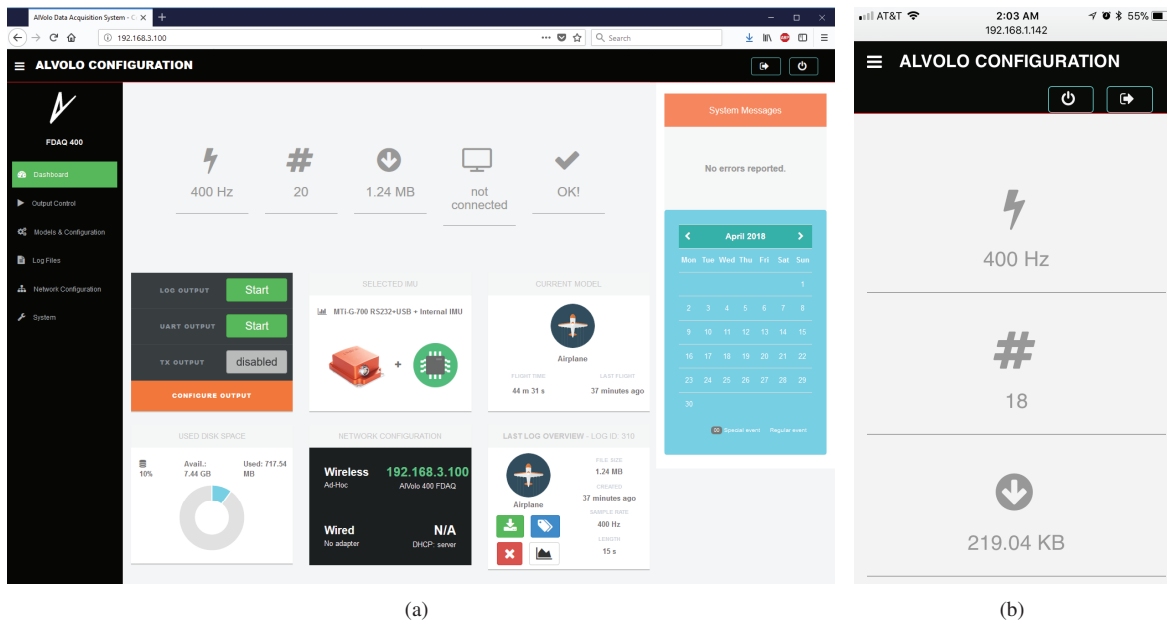 AlVolo Data Acquisition System - C
192.168.3.100
Search
ALVOLO CONFIGURATION
FDAQ 400
Dashboard
Output Control
Models & Configuration
Log Files
Network Configuration
System
400 Hz
20
1.24 MB
not
connected
OK!
System Messages
No errors reported.
April 2018
Mon Tue Wed Thu Fri Sat Sun
1
2 3 4 5 6 7 8
9 10 11 12 13 14 15
16 17 18 19 20 21 22
23 24 25 26 27 28 29
30
00 Special event Regular event
LOG OUTPUT Start
UART OUTPUT Start
TX OUTPUT disabled
CONFIGURE OUTPUT
SELECTED IMU
MTi-G-700 RS232+USB + Internal IMU
+
CURRENT MODEL
Airplane
FLIGHT TIME LAST FLIGHT
44 m 31 s 37 minutes ago
USED DISK SPACE
10%
Avail.:
7.44 GB
Used: 717.54
MB
NETWORK CONFIGURATION
Wireless 192.168.3.100
Ad-Hoc AlVolo 400 FDAQ
Wired N/A
No adapter DHCP: server
LAST LOG OVERVIEW - LOG ID: 310
Airplane
FILE SIZE
1.24 MB
CREATED
37 minutes ago
SAMPLE RATE
400 Hz
LENGTH
15 s
(a)
AT&T 2:03 AM 55%
192.168.1.142
ALVOLO CONFIGURATION
400 Hz
18
219.04 KB
(b)